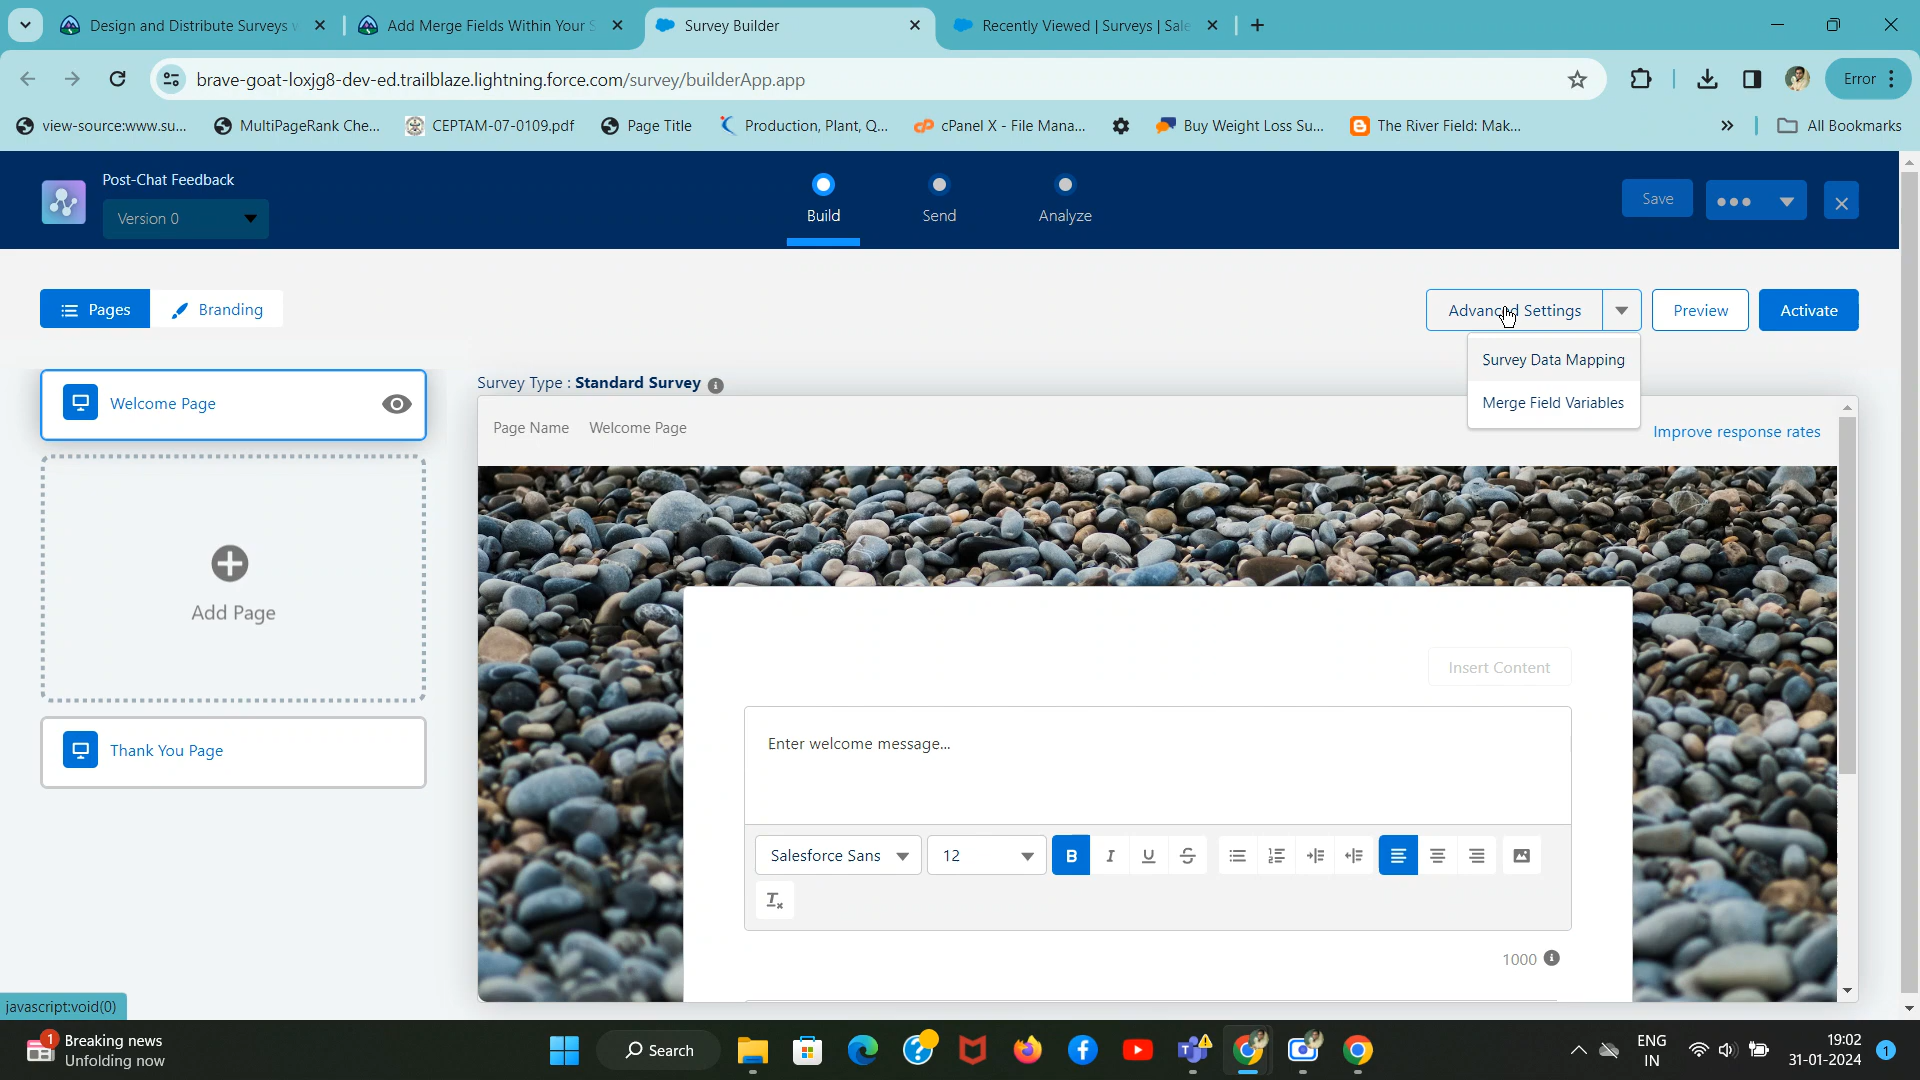 Design and Distribute Surveys w
Add Merge Fields Within Your S
Survey Builder
Recently Viewed | Surveys | Sale
brave-goat-loxjg8-dev-ed.trailblaze.lightning.force.com/survey/builderApp.app
Error
view-source:www.su...
MultiPageRank Che...
CEPTAM-07-0109.pdf
Page Title
Production, Plant, Q...
cPanel X - File Mana...
Buy Weight Loss Su...
The River Field: Mak...
»
All Bookmarks
Post-Chat Feedback
Version 0
Build
Send
Analyze
Save
Pages
Branding
Advanced Settings
Preview
Activate
Survey Data Mapping
Merge Field Variables
Welcome Page
Survey Type : Standard Survey
Page Name Welcome Page
Improve response rates
Add Page
Insert Content
Enter welcome message...
Thank You Page
Salesforce Sans
12
B I U S
1000
javascript:void(0)
1
Breaking news
Unfolding now
Search
ENG
IN
19:02
31-01-2024
1